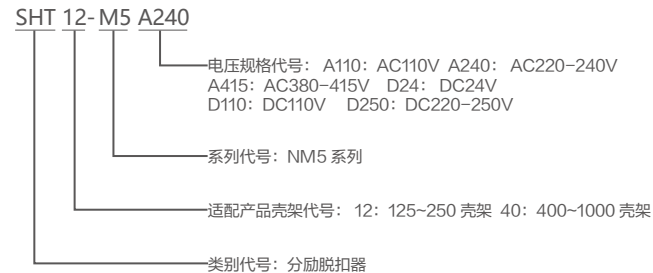 SHT 12-M5 A240
电压规格代号： A110：AC110V A240： AC220-240V
A415：AC380-415V D24：DC24V
D110：DC110V D250：DC220-250V
系列代号：NM5 系列
适配产品壳架代号： 12：125~250 壳架 40：400~1000 壳架
类别代号：分励脱扣器